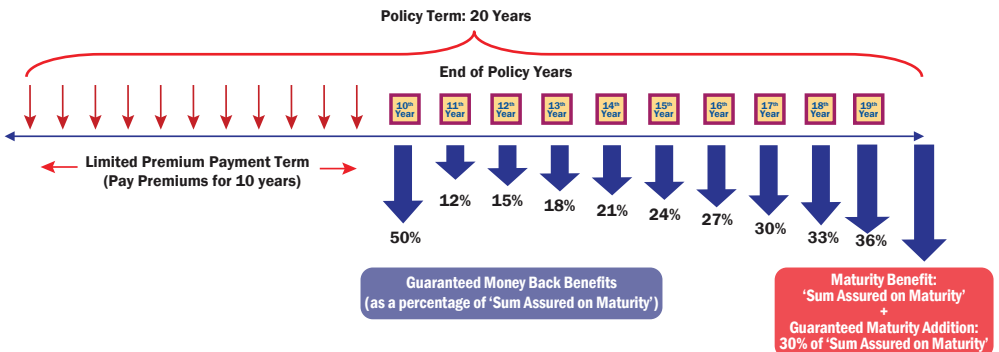 Policy Term: 20 Years
End of Policy Years
10th Year
11th Year
12th Year
13th Year
14th Year
15th Year
16th Year
17th Year
18th Year
19th Year
Limited Premium Payment Term
(Pay Premiums for 10 years)
50%
12%
15%
18%
21%
24%
27%
30%
33%
36%
Guaranteed Money Back Benefits
(as a percentage of ‘Sum Assured on Maturity’)
Maturity Benefit:
‘Sum Assured on Maturity’
+
Guaranteed Maturity Addition:
30% of ‘Sum Assured on Maturity’